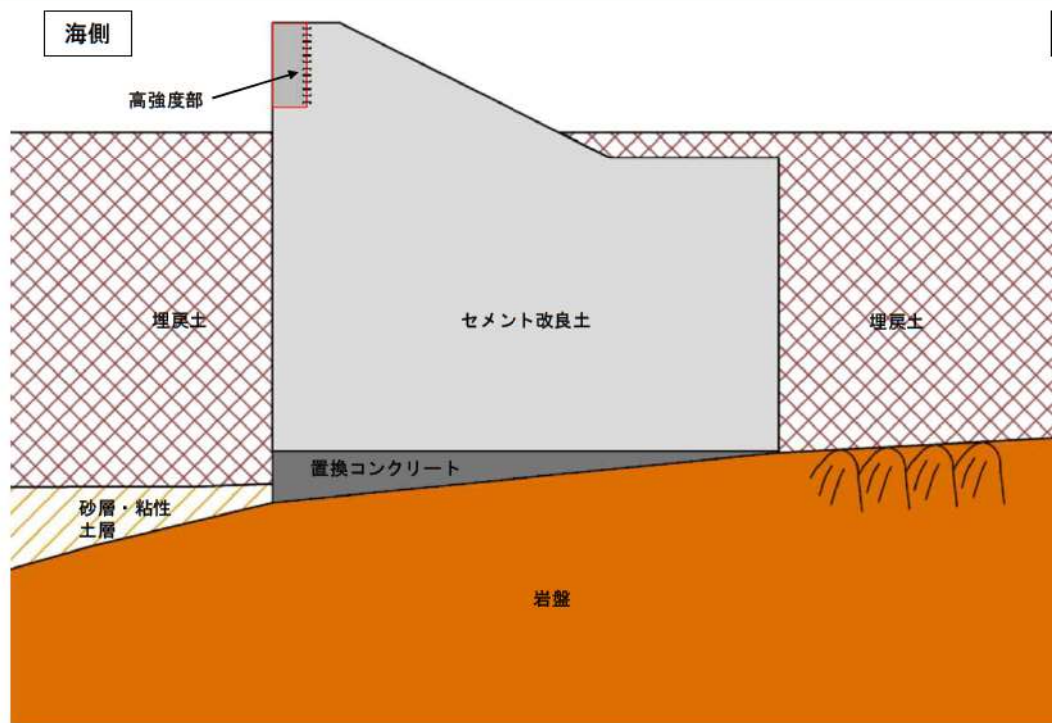 海側
高強度部
埋戻土
セメント改良土
埋戻土
置換コンクリート
砂層・粘性
土層
岩盤